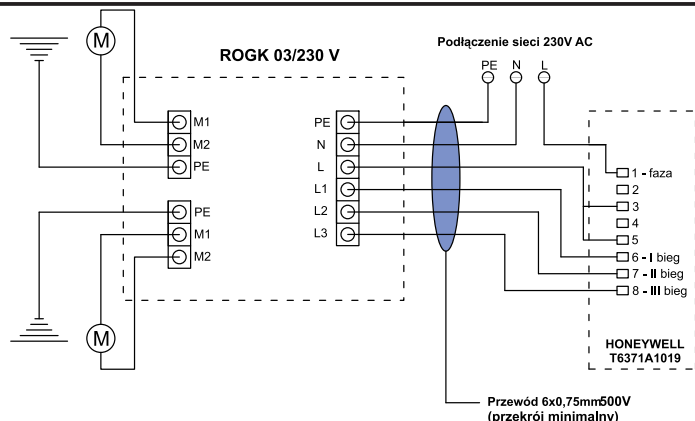 ROGK 03/230 V
Podłączenie sieci 230V AC
PE N L
M
M1
M2
PE
PE
M1
M2
M
PE
N
L
L1
L2
L3
1 - faza
2
3
4
5
6 - I bieg
7 - II bieg
8 - III bieg
HONEYWELL
T6371A1019
Przewód 6x0,75mm500V
(przekrój minimalny)